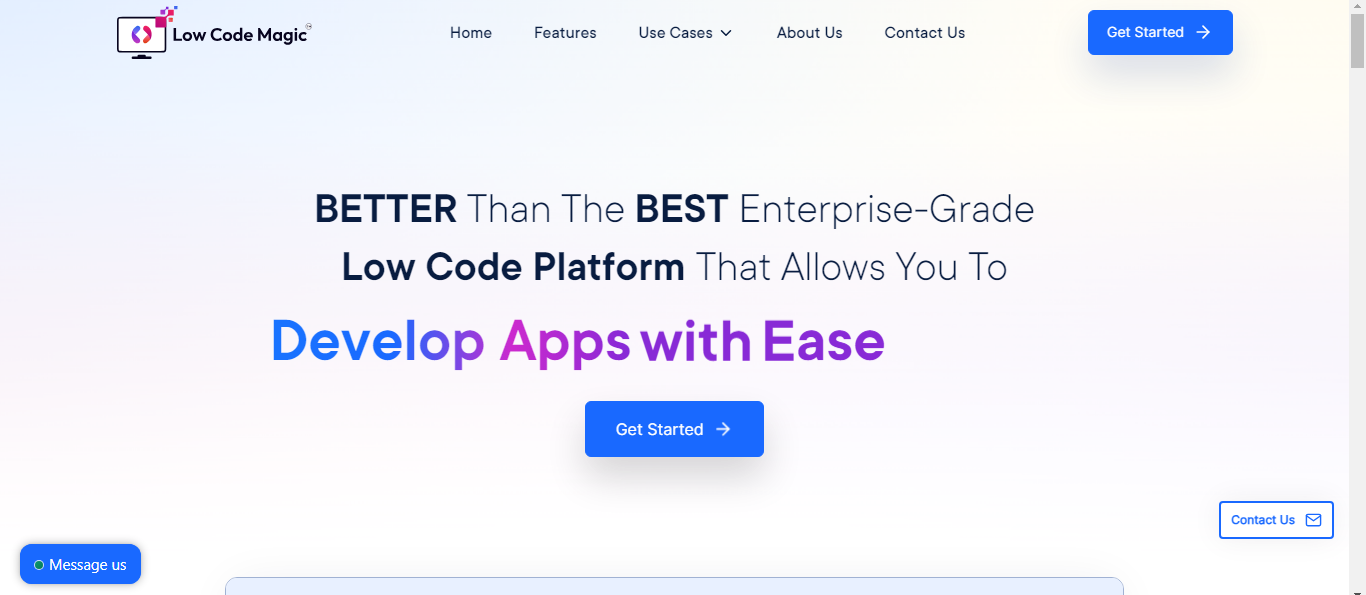 Low Code Magic
Home
Features
Use Cases
About Us
Contact Us
Get Started
BETTER Than The BEST Enterprise-Grade
Low Code Platform That Allows You To
Develop Apps with Ease
Get Started
Contact Us
Message us